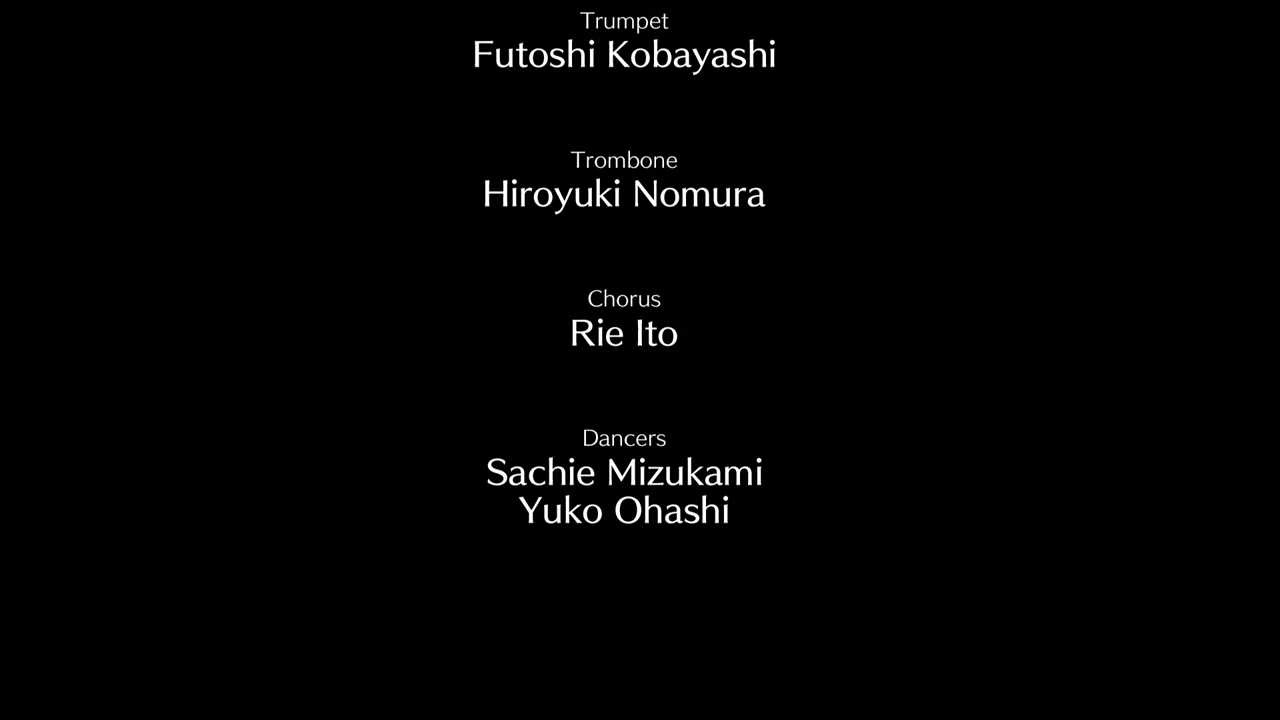 Trumpet
Futoshi Kobayashi
Trombone
Hiroyuki Nomura
Chorus
Rie Ito
Dancers
Sachie Mizukami
Yuko Ohashi